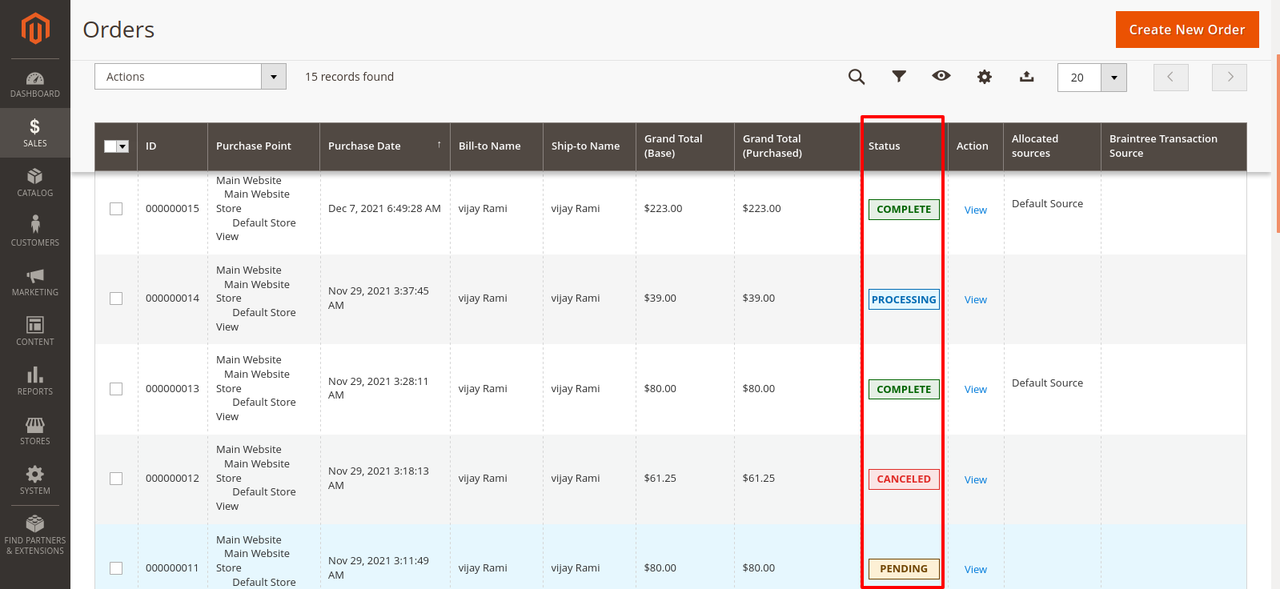 Orders
Create New Order
Actions
15 records found
20
DASHBOARD
$
SALES
CATALOG
CUSTOMERS
MARKETING
CONTENT
REPORTS
STORES
SYSTEM
FIND PARTNERS
& EXTENSIONS
ID
Purchase Point
Purchase Date ↑
Bill-to Name
Ship-to Name
Grand Total
(Base)
Grand Total
(Purchased)
Status
Action
Allocated
sources
Braintree Transaction
Source
000000015
Main Website
Main Website
Store
Default Store
View
Dec 7, 2021 6:49:28 AM
vijay Rami
vijay Rami
$223.00
$223.00
COMPLETE
View
Default Source
000000014
Main Website
Main Website
Store
Default Store
View
Nov 29, 2021 3:37:45
AM
vijay Rami
vijay Rami
$39.00
$39.00
PROCESSING
View
000000013
Main Website
Main Website
Store
Default Store
View
Nov 29, 2021 3:28:11
AM
vijay Rami
vijay Rami
$80.00
$80.00
COMPLETE
View
Default Source
000000012
Main Website
Main Website
Store
Default Store
View
Nov 29, 2021 3:18:13
AM
vijay Rami
vijay Rami
$61.25
$61.25
CANCELED
View
000000011
Main Website
Main Website
Store
Default Store
Nov 29, 2021 3:11:49
AM
vijay Rami
vijay Rami
$80.00
$80.00
PENDING
View